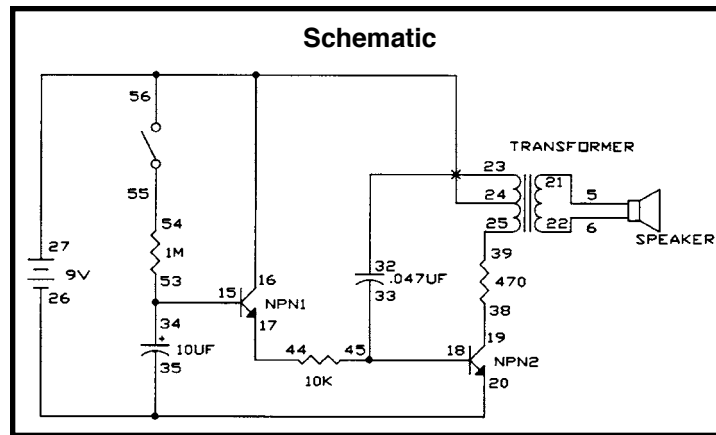 Schematic
56
55
54
1M
53
27
9V
26
34
+
10UF
35
15
16
NPN1
17
44
45
10K
32
.047UF
33
TRANSFORMER
23
24
25
21
22
5
6
SPEAKER
39
470
38
18
19
NPN2
20